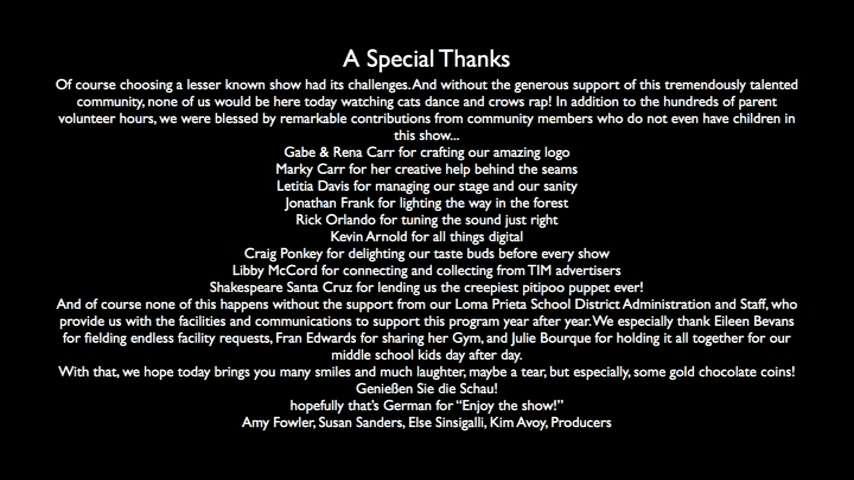 A Special Thanks
Of course choosing a lesser known show had its challenges. And without the generous support of this tremendously talented
community, none of us would be here today watching cats dance and crows rap! In addition to the hundreds of parent
volunteer hours, we were blessed by remarkable contributions from community members who do not even have children in
this show...
Gabe & Rena Carr for crafting our amazing logo
Marky Carr for her creative help behind the seams
Letitia Davis for managing our stage and our sanity
Jonathan Frank for lighting the way in the forest
Rick Orlando for tuning the sound just right
Kevin Arnold for all things digital
Craig Ponkey for delighting our taste buds before every show
Libby McCord for connecting and collecting from TIM advertisers
Shakespeare Santa Cruz for lending us the creepiest pitipoo puppet ever!
And of course none of this happens without the support from our Loma Prieta School District Administration and Staff, who
provide us with the facilities and communications to support this program year after year. We especially thank Eileen Bevans
for fielding endless facility requests, Fran Edwards for sharing her Gym, and Julie Bourque for holding it all together for our
middle school kids day after day.
With that, we hope today brings you many smiles and much laughter, maybe a tear, but especially, some gold chocolate coins!
Genießen Sie die Schau!
hopefully that's German for "Enjoy the show!"
Amy Fowler, Susan Sanders, Else Sinsigalli, Kim Avoy, Producers